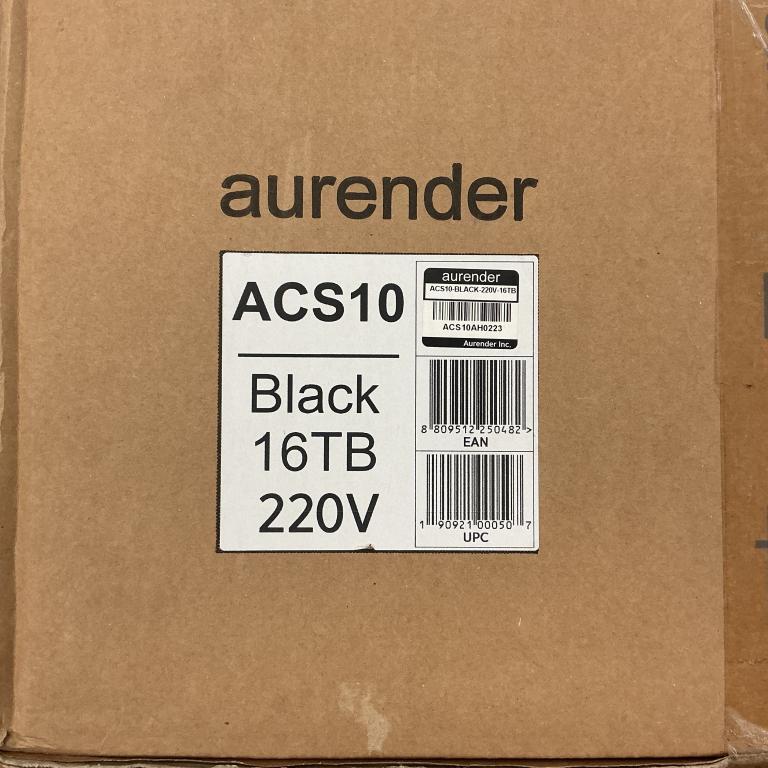 aurender
ACS10
Black
16TB
220V
aurender
ACS10-BLACK-220V-16TB
ACS10AH0223
Aurender Inc.
8 809512 250482 >
EAN
1 90921 00050 7
UPC